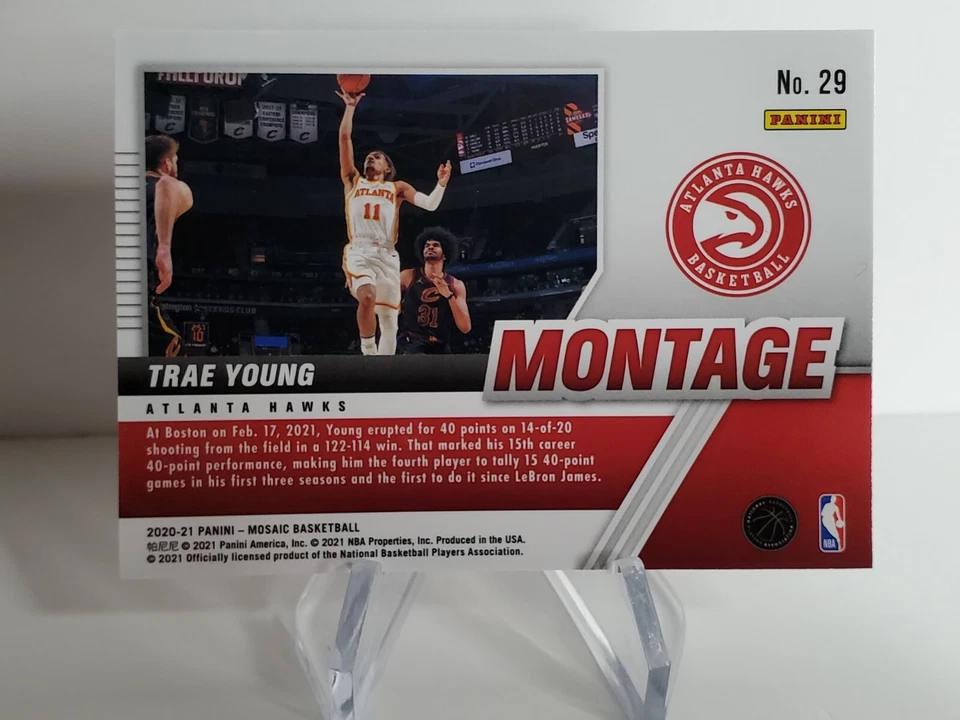 No. 29
PANINI
ATLANTA HAWKS
BASKETBALL
ATLANTA
11
31
MONTAGE
TRAE YOUNG
ATLANTA HAWKS
At Boston on Feb. 17, 2021, Young erupted for 40 points on 14-of-20
shooting from the field in a 122-114 win. That marked his 15th career
40-point performance, making him the fourth player to tally 15 40-point
games in his first three seasons and the first to do it since LeBron James.
2020-21 PANINI – MOSAIC BASKETBALL
帕尼尼 © 2021 Panini America, Inc. © 2021 NBA Properties, Inc. Produced in the USA.
© 2021 Officially licensed product of the National Basketball Players Association.
NBA